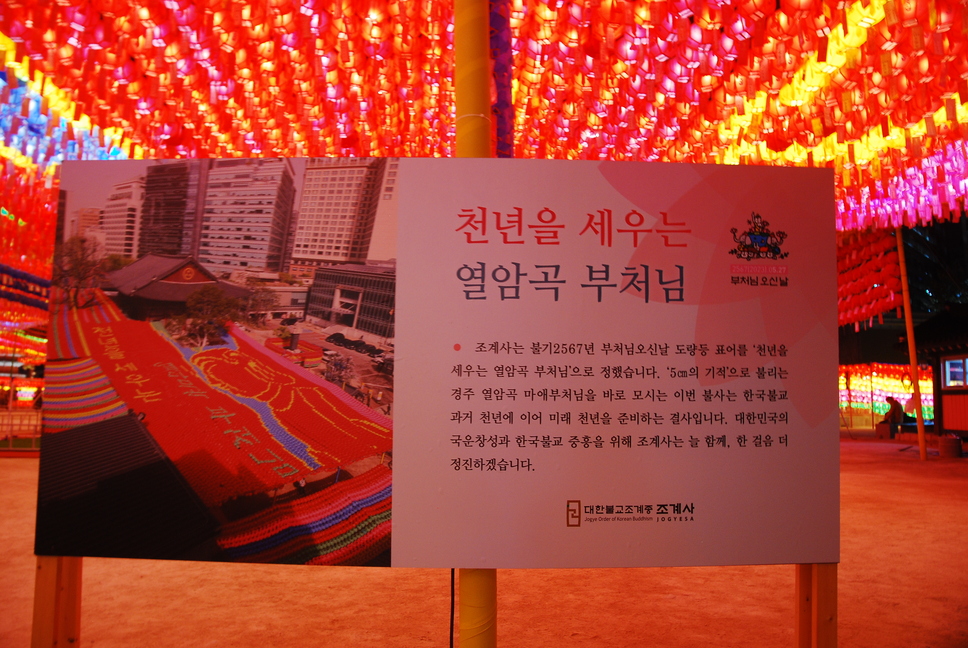 천년을 세우는
열암곡 부처님
부처님오신날
● 조계사는 불기2567년 부처님오신날 도량등 표어를 '천년을
세우는 열암곡 부처님'으로 정했습니다. '5㎝의 기적'으로 불리는
경주 열암곡 마애부처님을 바로 모시는 이번 불사는 한국불교
과거 천년에 이어 미래 천년을 준비하는 결사입니다. 대한민국의
국운창성과 한국불교 중흥을 위해 조계사는 늘 함께, 한 걸음 더
정진하겠습니다.
대한불교조계종 조계사
Jogye Order of Korean Buddhism JOGYESA